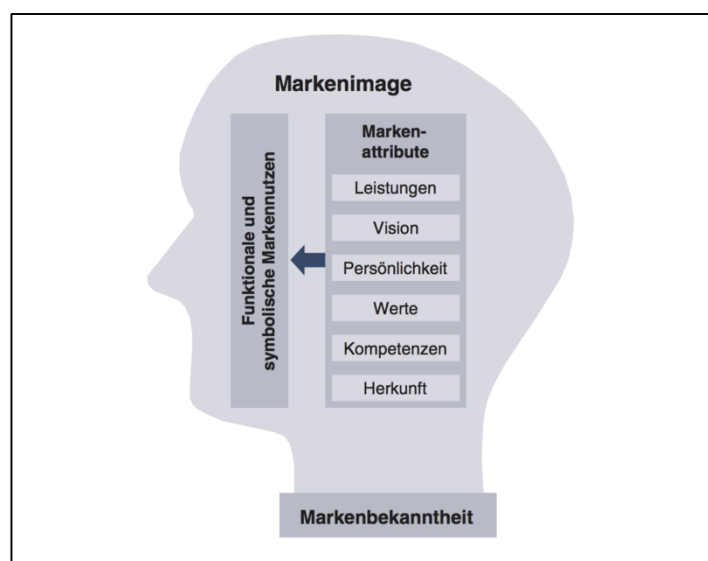 Markenimage
Funktionale und
symbolische Markennutzen
Marken-
attribute
Leistungen
Vision
Persönlichkeit
Werte
Kompetenzen
Herkunft
Markenbekanntheit